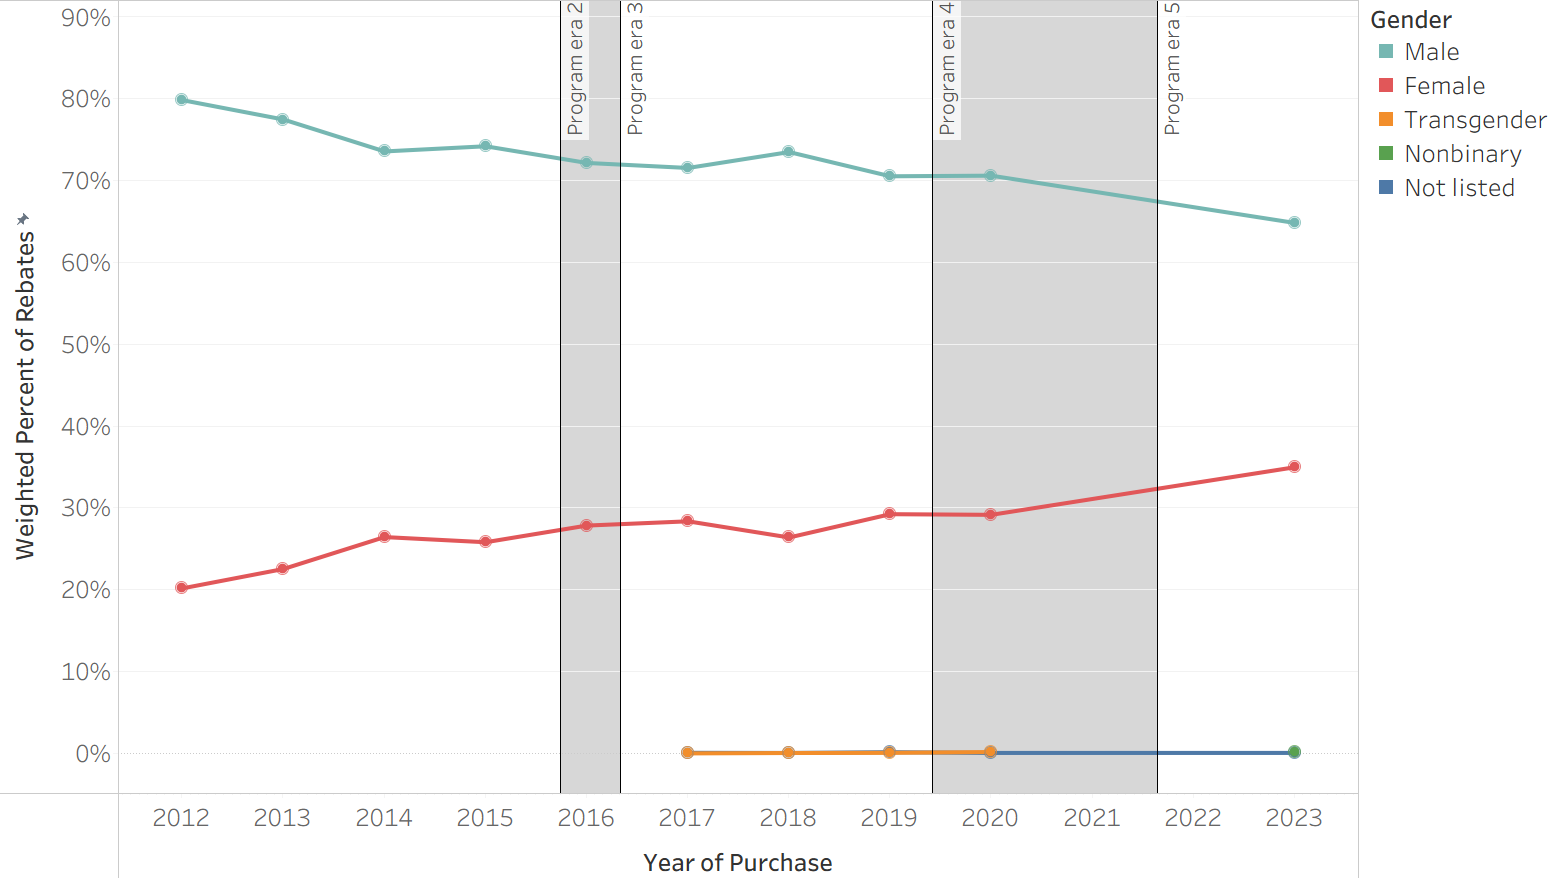 90%
80%
70%
60%
50%
40%
30%
20%
10%
0%
Weighted Percent of Rebates
Program era 2
Program era 3
Program era 4
Program era 5
2012 2013 2014 2015 2016 2017 2018 2019 2020 2021 2022 2023
Year of Purchase
Gender
Male
Female
Transgender
Nonbinary
Not listed